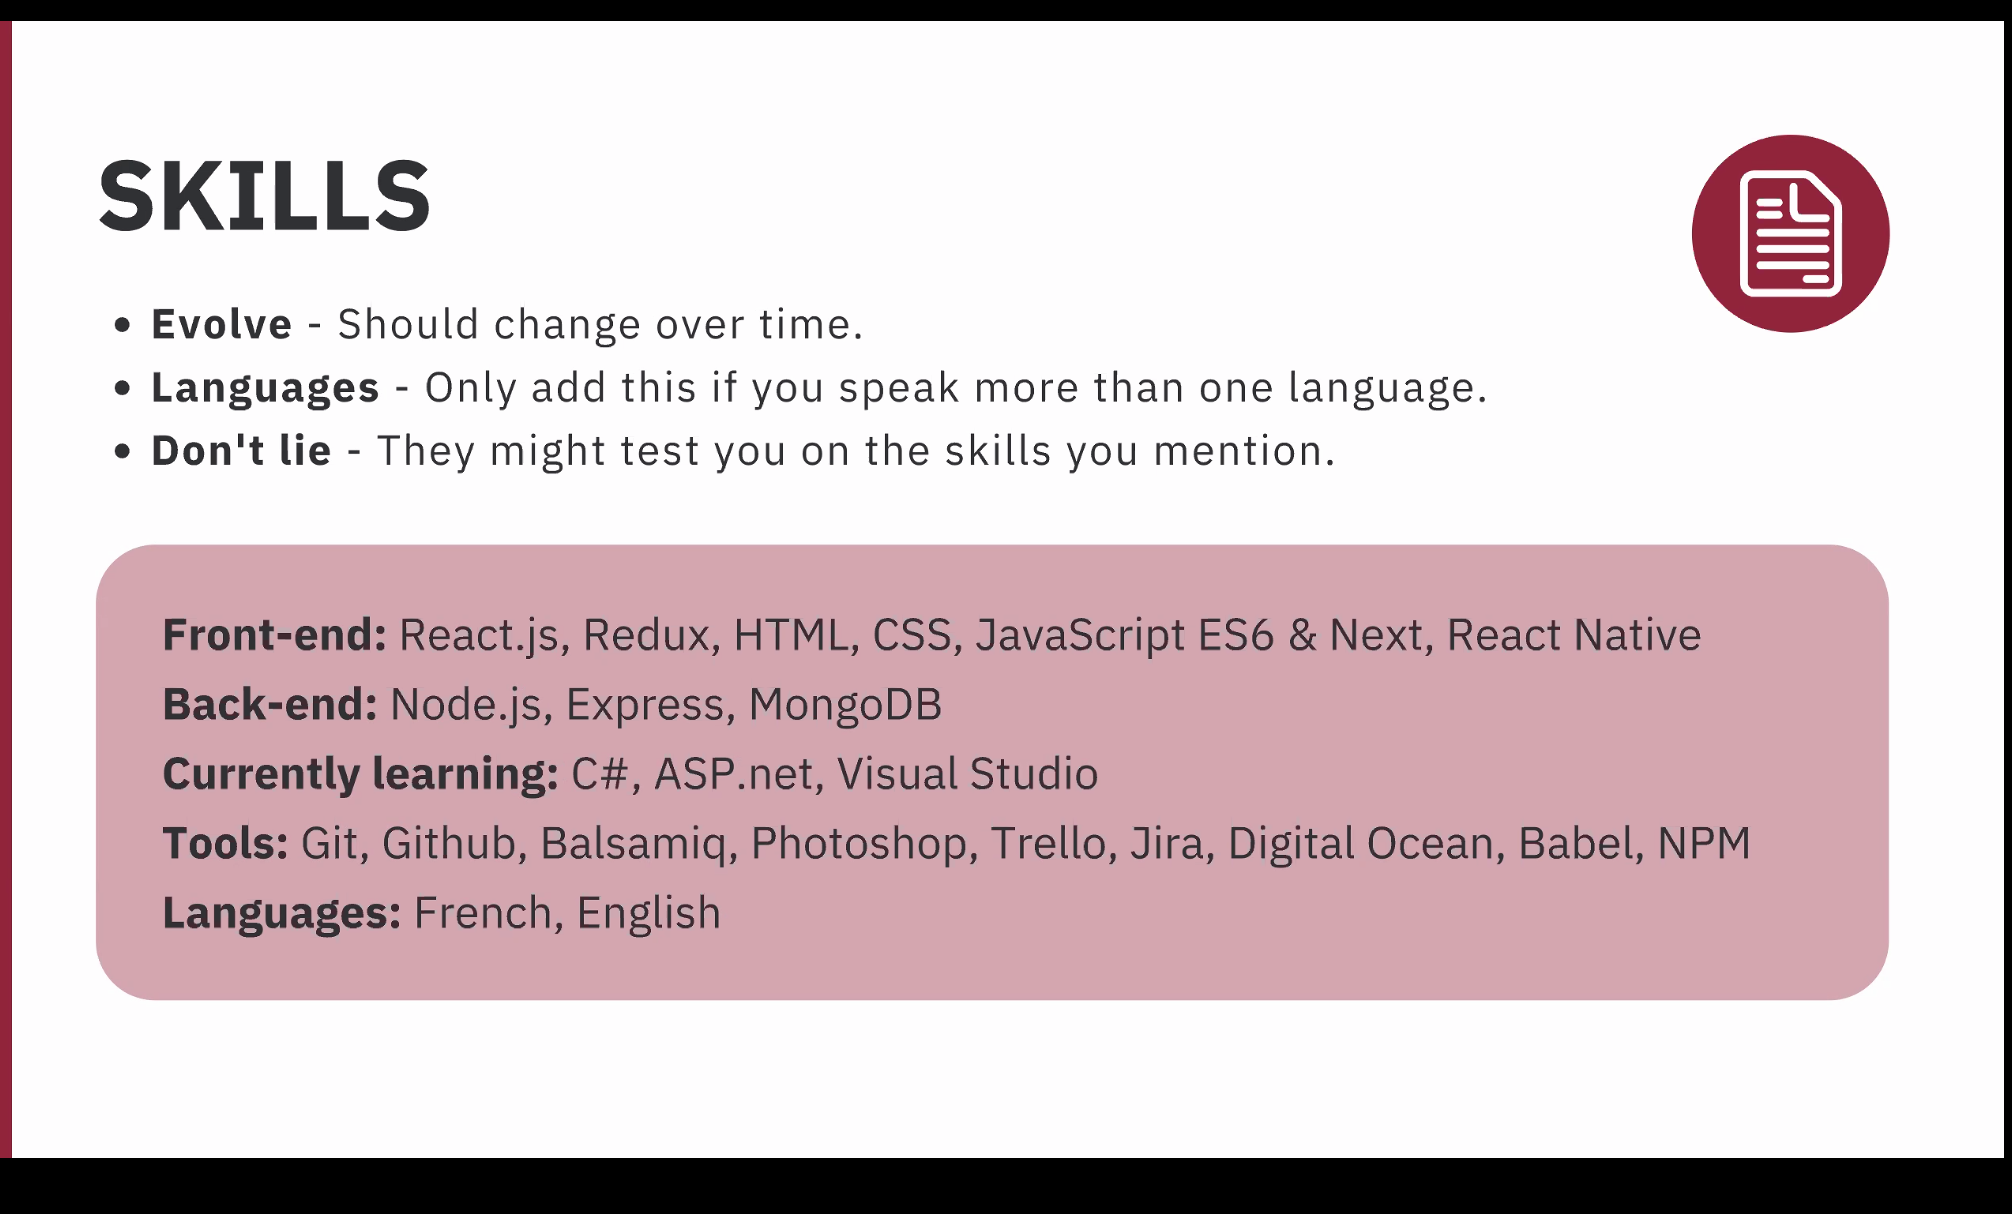 SKILLS
• Evolve - Should change over time.
• Languages - Only add this if you speak more than one language.
• Don't lie - They might test you on the skills you mention.
Front-end: React.js, Redux, HTML, CSS, JavaScript ES6 & Next, React Native
Back-end: Node.js, Express, MongoDB
Currently learning: C#, ASP.net, Visual Studio
Tools: Git, Github, Balsamiq, Photoshop, Trello, Jira, Digital Ocean, Babel, NPM
Languages: French, English